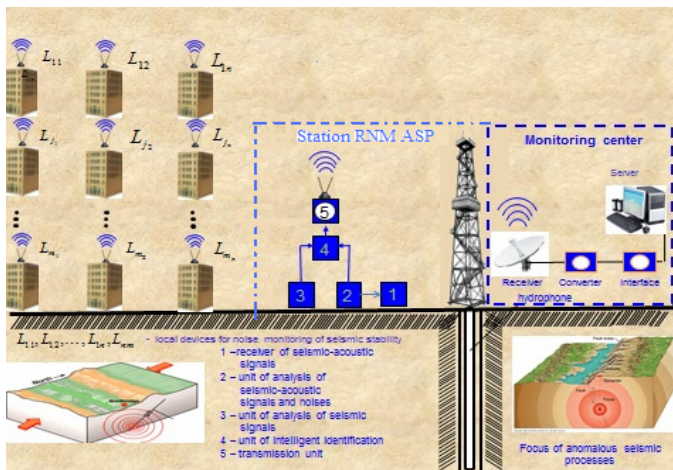 L11
L12
L1n
Lj1
Lj2
Ljn
Lm1
Lm2
Lmn
Station RNM ASP
5
4
3
2
1
Monitoring center
Server
Receiver
Converter
Interface
hydrophone
L11, L12, ..., L1n, Lnm - local devices for noise monitoring of seismic stability
1 –receiver of seismic-acoustic
signals
2 – unit of analysis of
seismic-acoustic
signals and noises
3 – unit of analysis of seismic
signals
4 – unit of intelligent identification
5 – transmission unit
North
Focus of anomalous seismic
processes